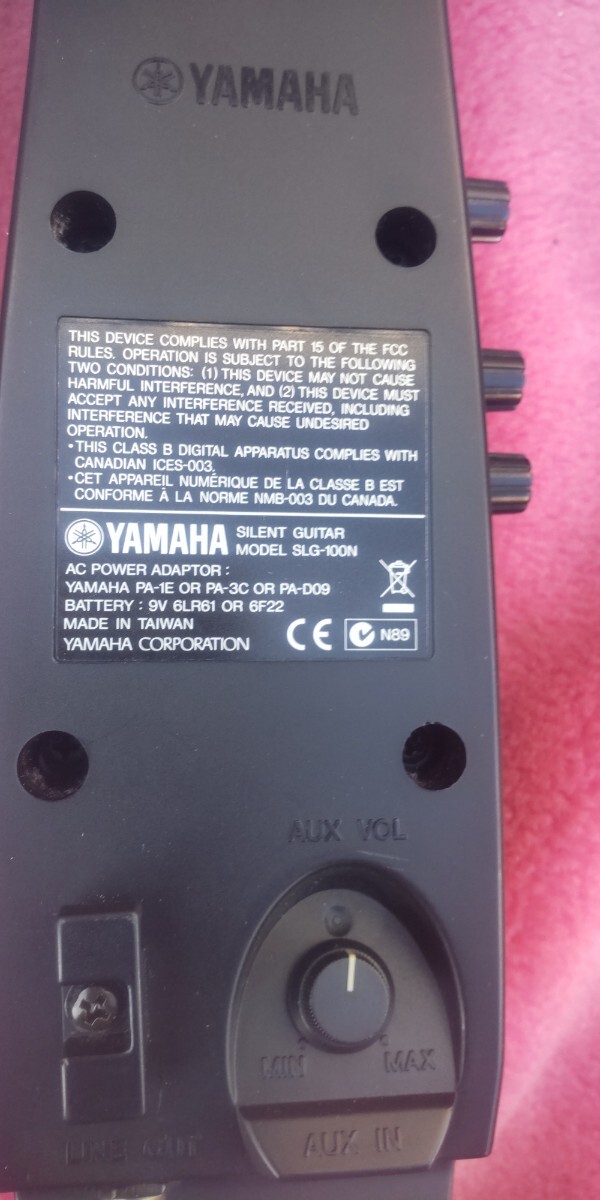 YAMAHA
THIS DEVICE COMPLIES WITH PART 15 OF THE FCC
RULES. OPERATION IS SUBJECT TO THE FOLLOWING
TWO CONDITIONS: (1) THIS DEVICE MAY NOT CAUSE
HARMFUL INTERFERENCE, AND (2) THIS DEVICE MUST
ACCEPT ANY INTERFERENCE RECEIVED, INCLUDING
INTERFERENCE THAT MAY CAUSE UNDESIRED
OPERATION.
•THIS CLASS B DIGITAL APPARATUS COMPLIES WITH
CANADIAN ICES-003.
•CET APPAREIL NUMÉRIQUE DE LA CLASSE B EST
CONFORME À LA NORME NMB-003 DU CANADA.
YAMAHA SILENT GUITAR
MODEL SLG-100N
AC POWER ADAPTOR :
YAMAHA PA-1E OR PA-3C OR PA-D09
BATTERY : 9V 6LR61 OR 6F22
MADE IN TAIWAN
YAMAHA CORPORATION
CE N89
AUX VOL
MIN MAX
LINE OUT
AUX IN